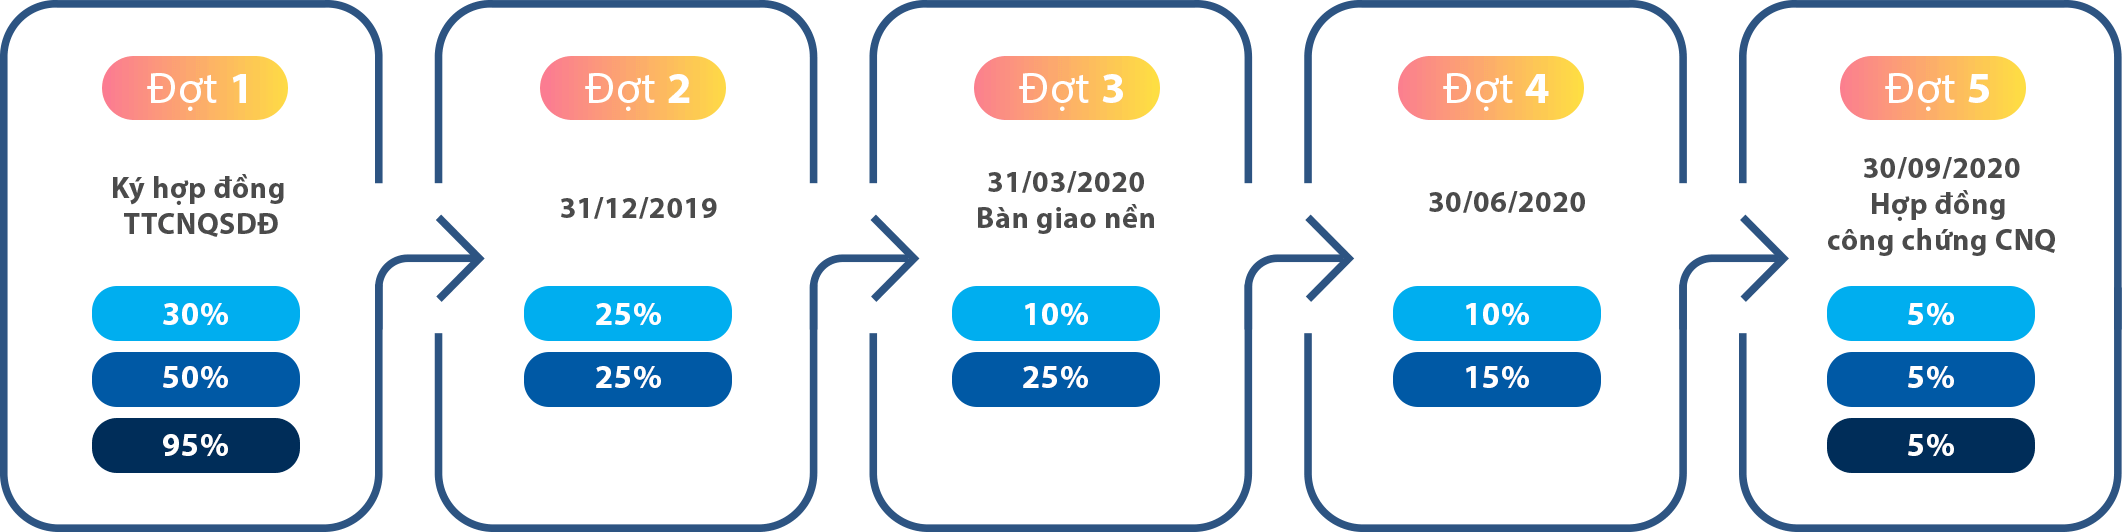 Đợt 1
Ký hợp đồng
TTCNQSDĐ
30%
50%
95%
Đợt 2
31/12/2019
25%
25%
Đợt 3
31/03/2020
Bàn giao nền
10%
25%
Đợt 4
30/06/2020
10%
15%
Đợt 5
30/09/2020
Hợp đồng
công chứng CNQ
5%
5%
5%